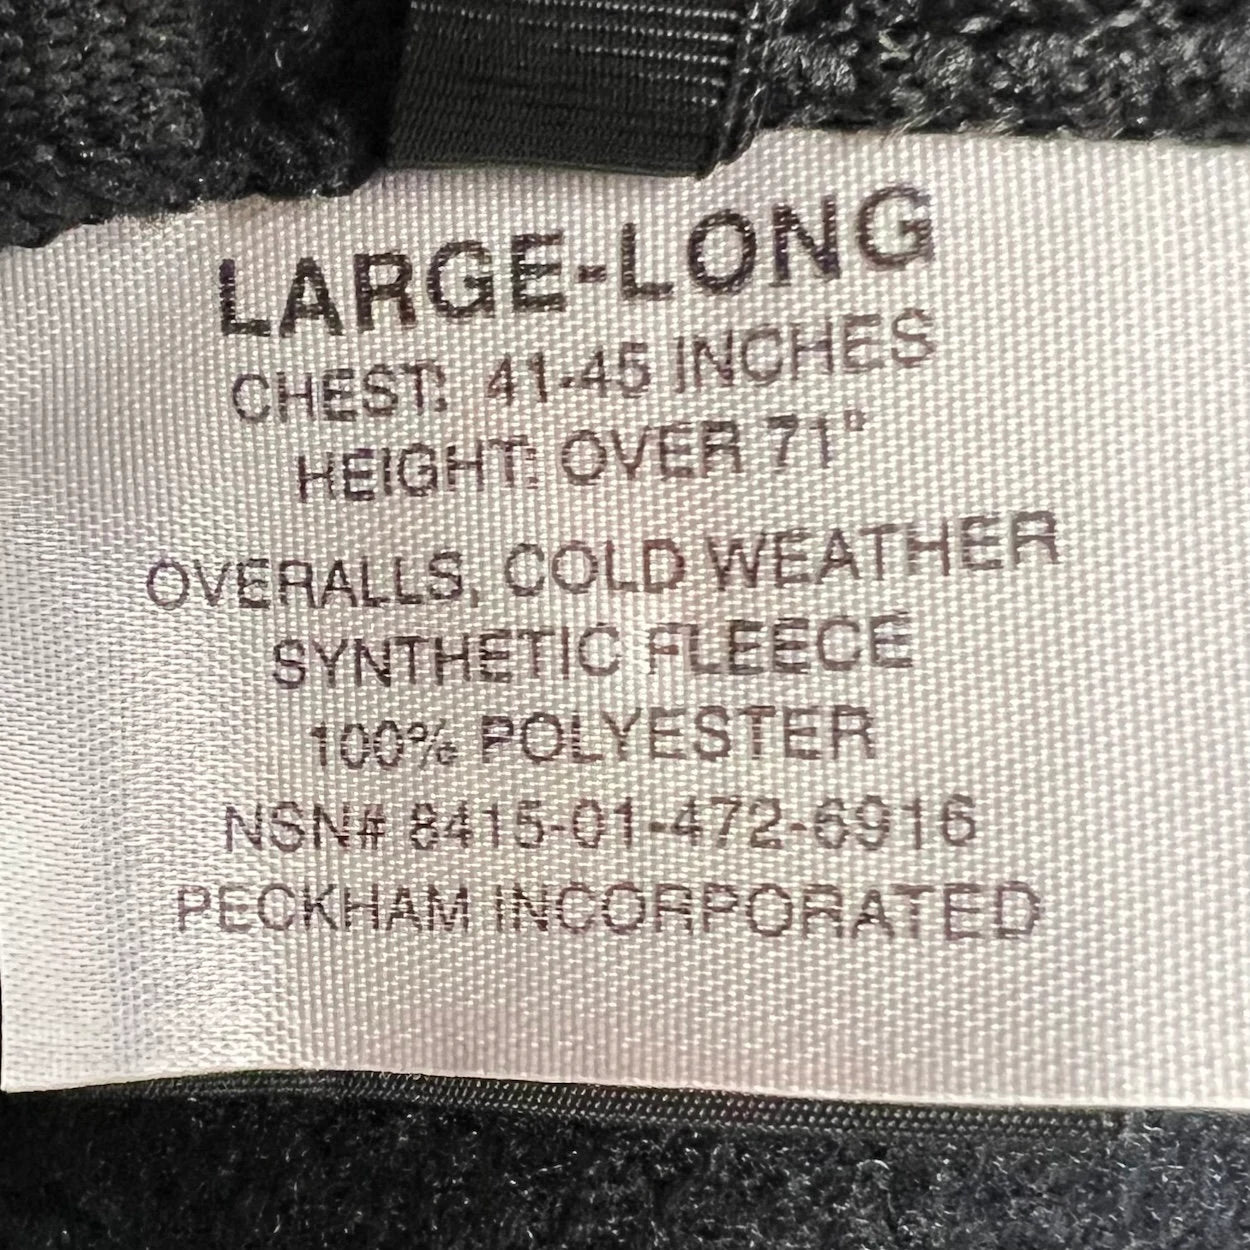 LARGE-LONG
CHEST: 41-45 INCHES
HEIGHT: OVER 71"
OVERALLS, COLD WEATHER
SYNTHETIC FLEECE
100% POLYESTER
NSN# 8415-01-472-6916
PECKHAM INCORPORATED